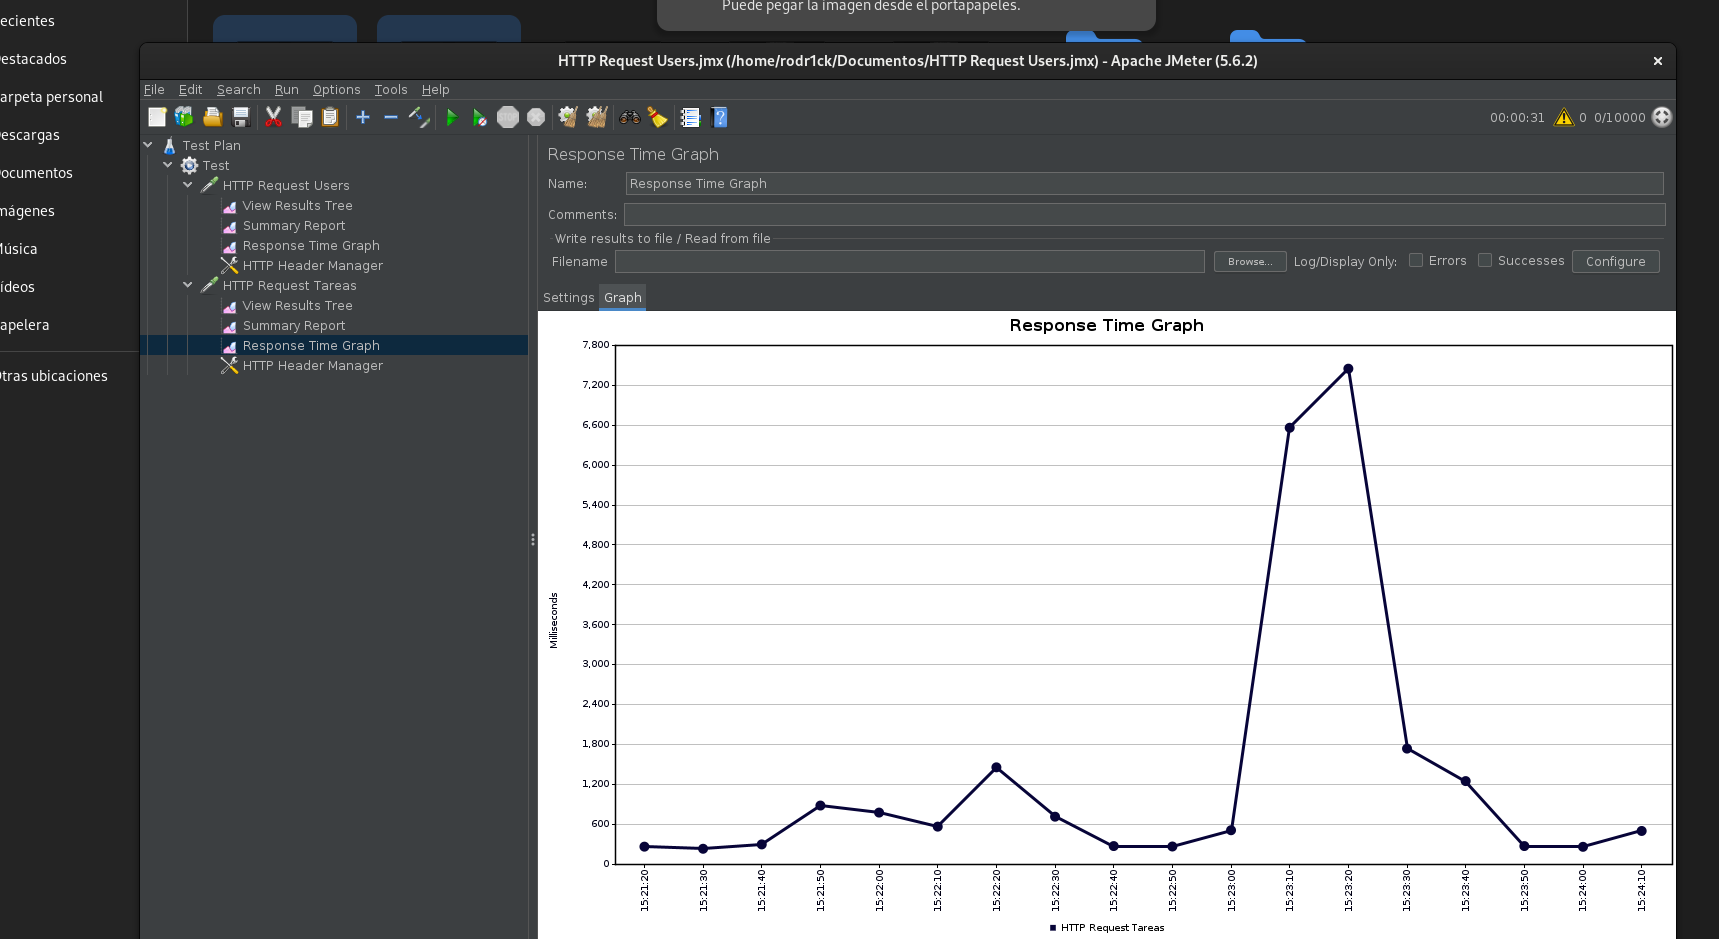 Puede pegar la imagen desde el portapapeles.
ecientes
estacados
arpeta personal
escargas
ocumentos
mágenes
úsica
ídeos
apelera
tras ubicaciones
HTTP Request Users.jmx (/home/rodr1ck/Documentos/HTTP Request Users.jmx) - Apache JMeter (5.6.2)
File Edit Search Run Options Tools Help
00:00:31 0 0/10000
Test Plan
Test
HTTP Request Users
View Results Tree
Summary Report
Response Time Graph
HTTP Header Manager
HTTP Request Tareas
View Results Tree
Summary Report
Response Time Graph
HTTP Header Manager
Response Time Graph
Name: Response Time Graph
Comments:
Write results to file / Read from file
Filename Browse... Log/Display Only: Errors Successes Configure
Settings Graph
Response Time Graph
Milliseconds
7,800
7,200
6,600
6,000
5,400
4,800
4,200
3,600
3,000
2,400
1,800
1,200
600
0
15:21:20
15:21:30
15:21:40
15:21:50
15:22:00
15:22:10
15:22:20
15:22:30
15:22:40
15:22:50
15:23:00
15:23:10
15:23:20
15:23:30
15:23:40
15:23:50
15:24:00
15:24:10
HTTP Request Tareas